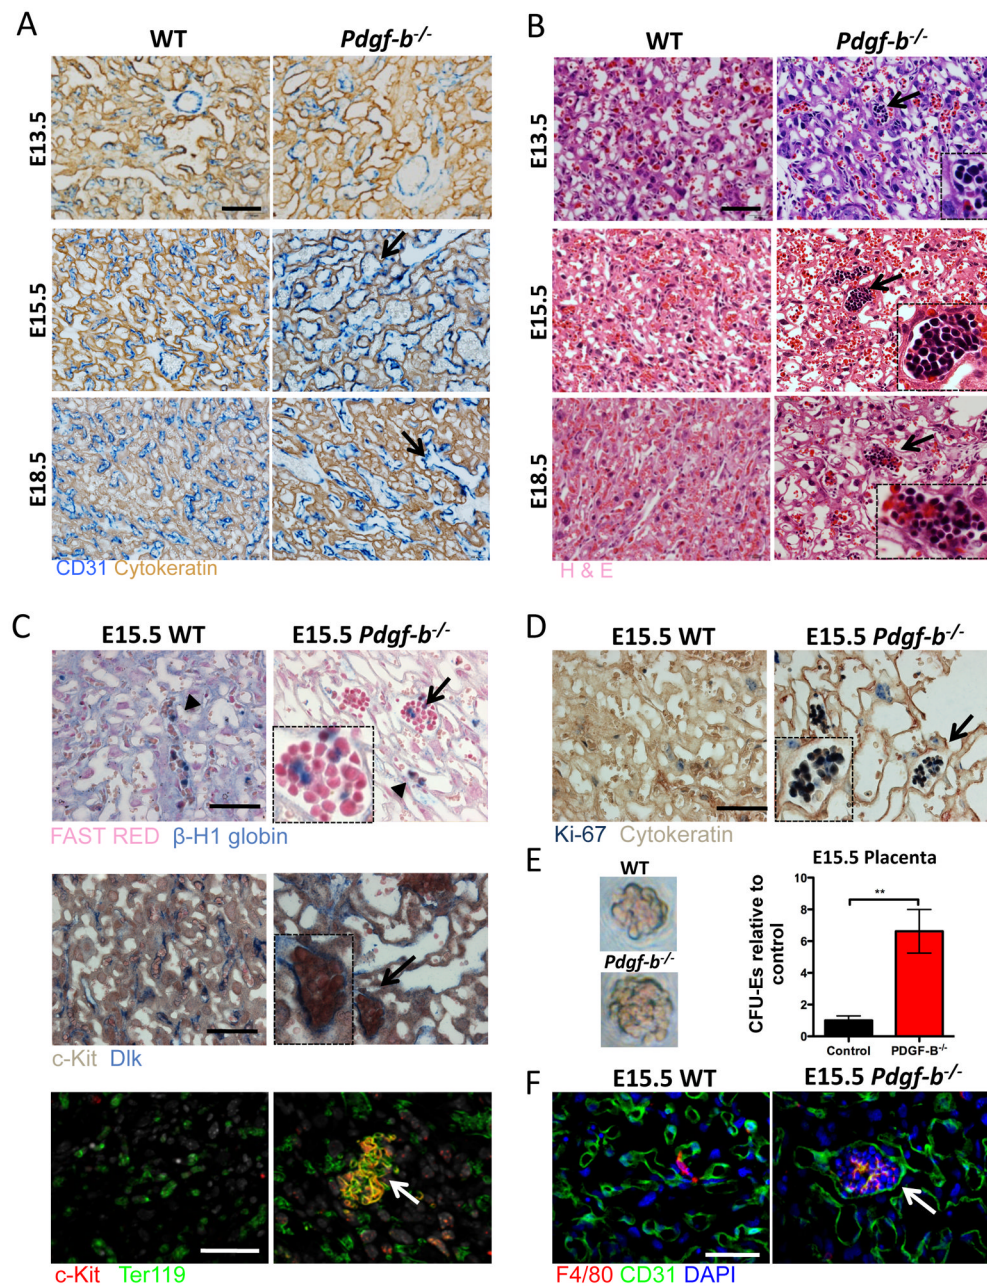 A
WT
Pdgf-b-/-
E13.5
E15.5
E18.5
CD31 Cytokeratin
B
WT
Pdgf-b-/-
E13.5
E15.5
E18.5
H & E
C
E15.5 WT
E15.5 Pdgf-b-/-
FAST RED β-H1 globin
c-Kit Dlk
c-Kit Ter119
D
E15.5 WT
E15.5 Pdgf-b-/-
Ki-67 Cytokeratin
E
WT
Pdgf-b-/-
E15.5 Placenta
CFU-Es relative to
control
10
8
6
4
2
0
**
Control
PDGF-B-/-
F
E15.5 WT
E15.5 Pdgf-b-/-
F4/80 CD31 DAPI